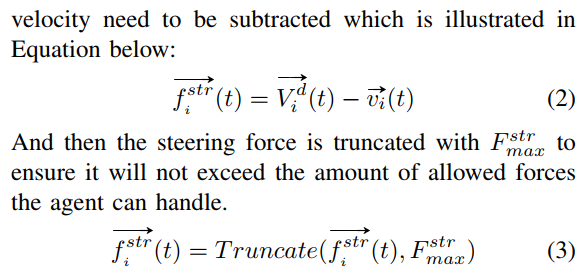 velocity need to be subtracted which is illustrated in
Equation below:
$\overrightarrow{f_i^{str}}(t) = \overrightarrow{V_i^d}(t) - \vec{v_i}(t)$ (2)
And then the steering force is truncated with $F_{max}^{str}$ to
ensure it will not exceed the amount of allowed forces
the agent can handle.
$\overrightarrow{f_i^{str}}(t) = Truncate(\overrightarrow{f_i^{str}}(t), F_{max}^{str})$ (3)